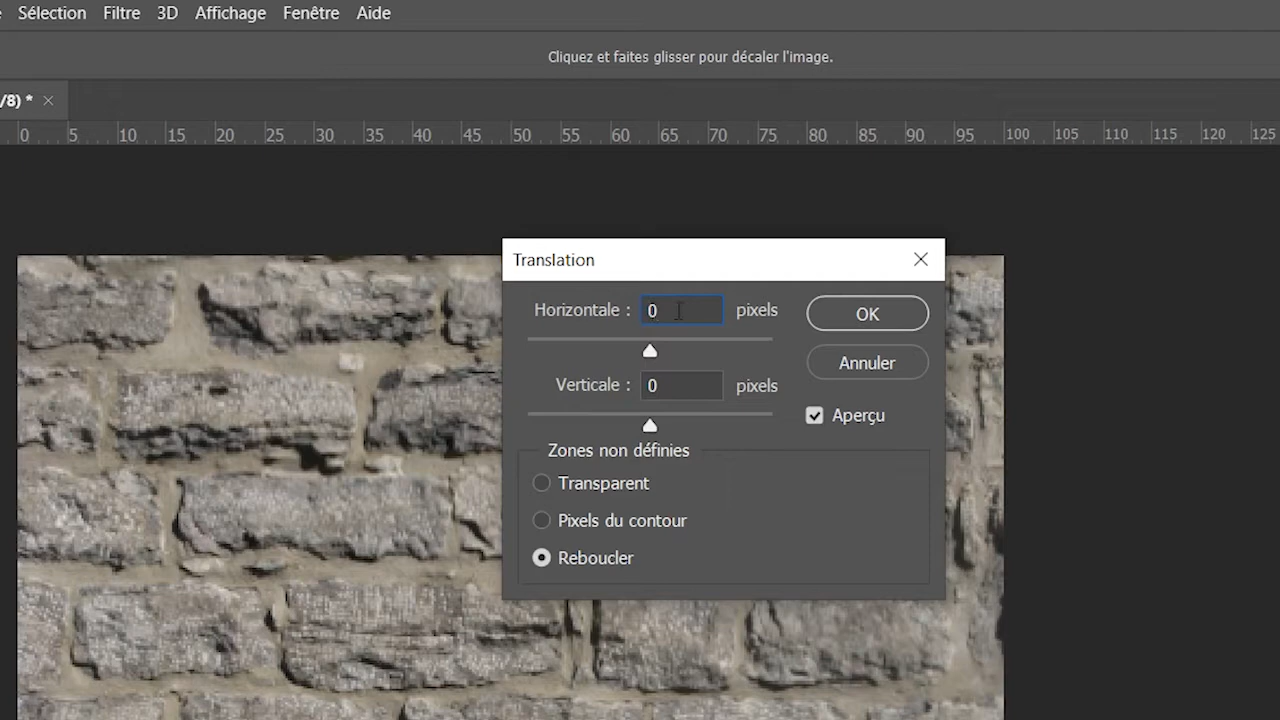 Sélection Filtre 3D Affichage Fenêtre Aide
Cliquez et faites glisser pour décaler l'image.
/8) *
0 5 10 15 20 25 30 35 40 45 50 55 60 65 70 75 80 85 90 95 100 105 110 115 120 125
Translation
Horizontale : 0 pixels
OK
Annuler
Verticale : 0 pixels
Aperçu
Zones non définies
Transparent
Pixels du contour
Reboucler